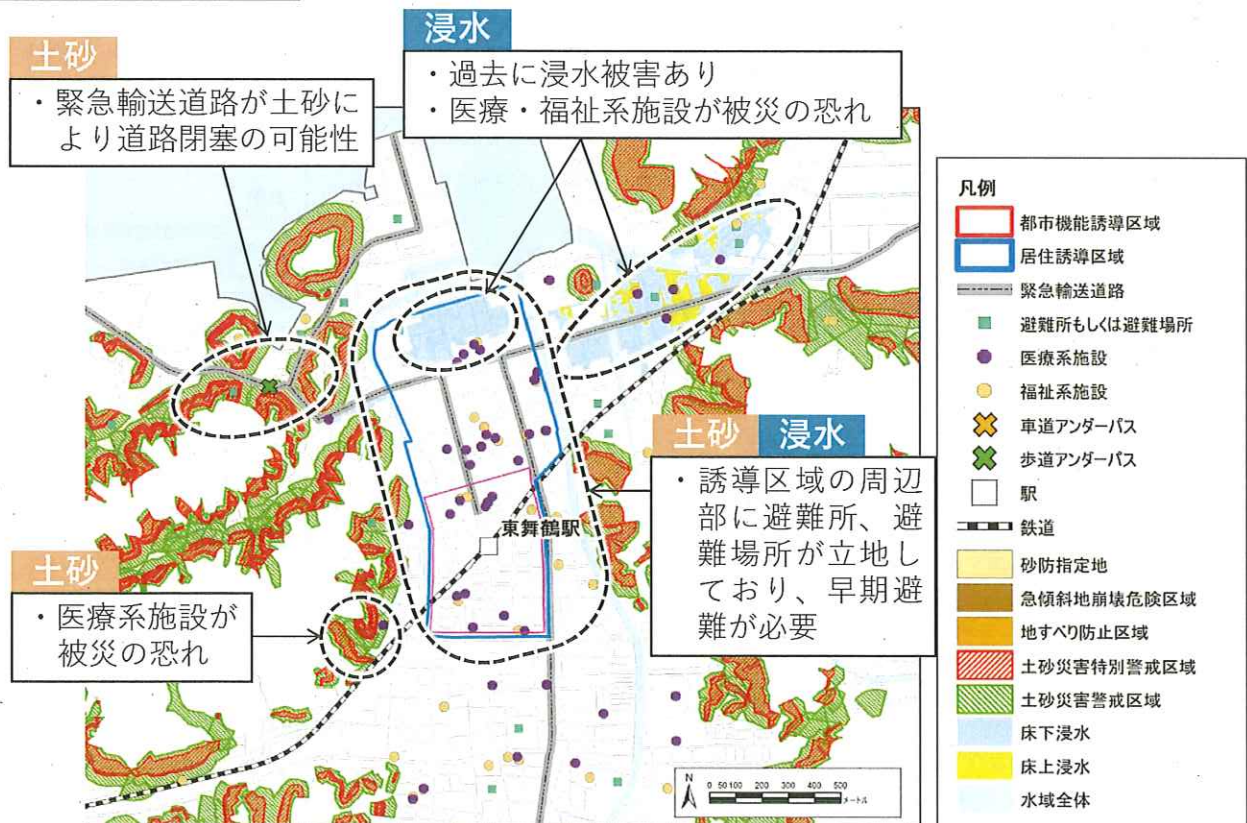 土砂
・緊急輸送道路が土砂に
より道路閉塞の可能性
浸水
・過去に浸水被害あり
・医療・福祉系施設が被災の恐れ
土砂 浸水
・誘導区域の周辺
部に避難所、避
難場所が立地し
ており、早期避
難が必要
土砂
・医療系施設が
被災の恐れ
東舞鶴駅
N
0 50 100 200 300 400 500
メートル
凡例
都市機能誘導区域
居住誘導区域
緊急輸送道路
避難所もしくは避難場所
医療系施設
福祉系施設
車道アンダーパス
歩道アンダーパス
駅
鉄道
砂防指定地
急傾斜地崩壊危険区域
地すべり防止区域
土砂災害特別警戒区域
土砂災害警戒区域
床下浸水
床上浸水
水域全体